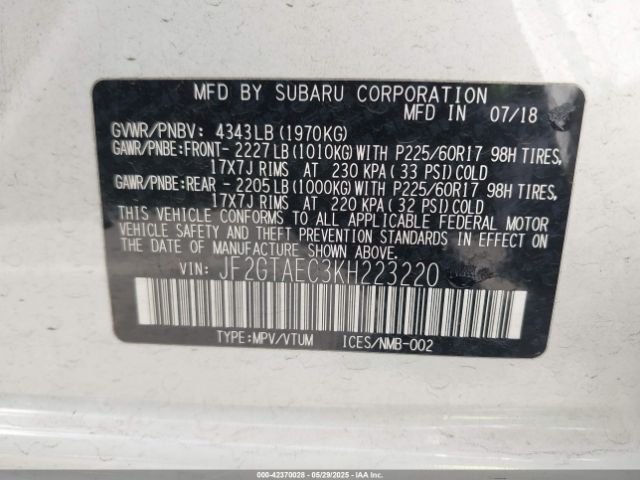 MFD BY SUBARU CORPORATION
MFD IN 07/18
GVWR/PNBV: 4343LB (1970KG)
GAWR/PNBE:FRONT- 2227LB(1010KG)WITH P225/60R17 98H TIRES,
17X7J RIMS AT 230 KPA(33 PSI)COLD
GAWR/PNBE:REAR - 2205LB(1000KG)WITH P225/60R17 98H TIRES,
17X7J RIMS AT 220 KPA(32 PSI)COLD
THIS VEHICLE CONFORMS TO ALL APPLICABLE FEDERAL MOTOR
VEHICLE SAFETY AND THEFT PREVENTION STANDARDS IN EFFECT ON
THE DATE OF MANUFACTURE SHOWN ABOVE.
VIN: JF2GTAEC3KH223220
TYPE:MPV/VTUM ICES/NMB-002
000-42370028 - 05/29/2025 - IAAI.COM